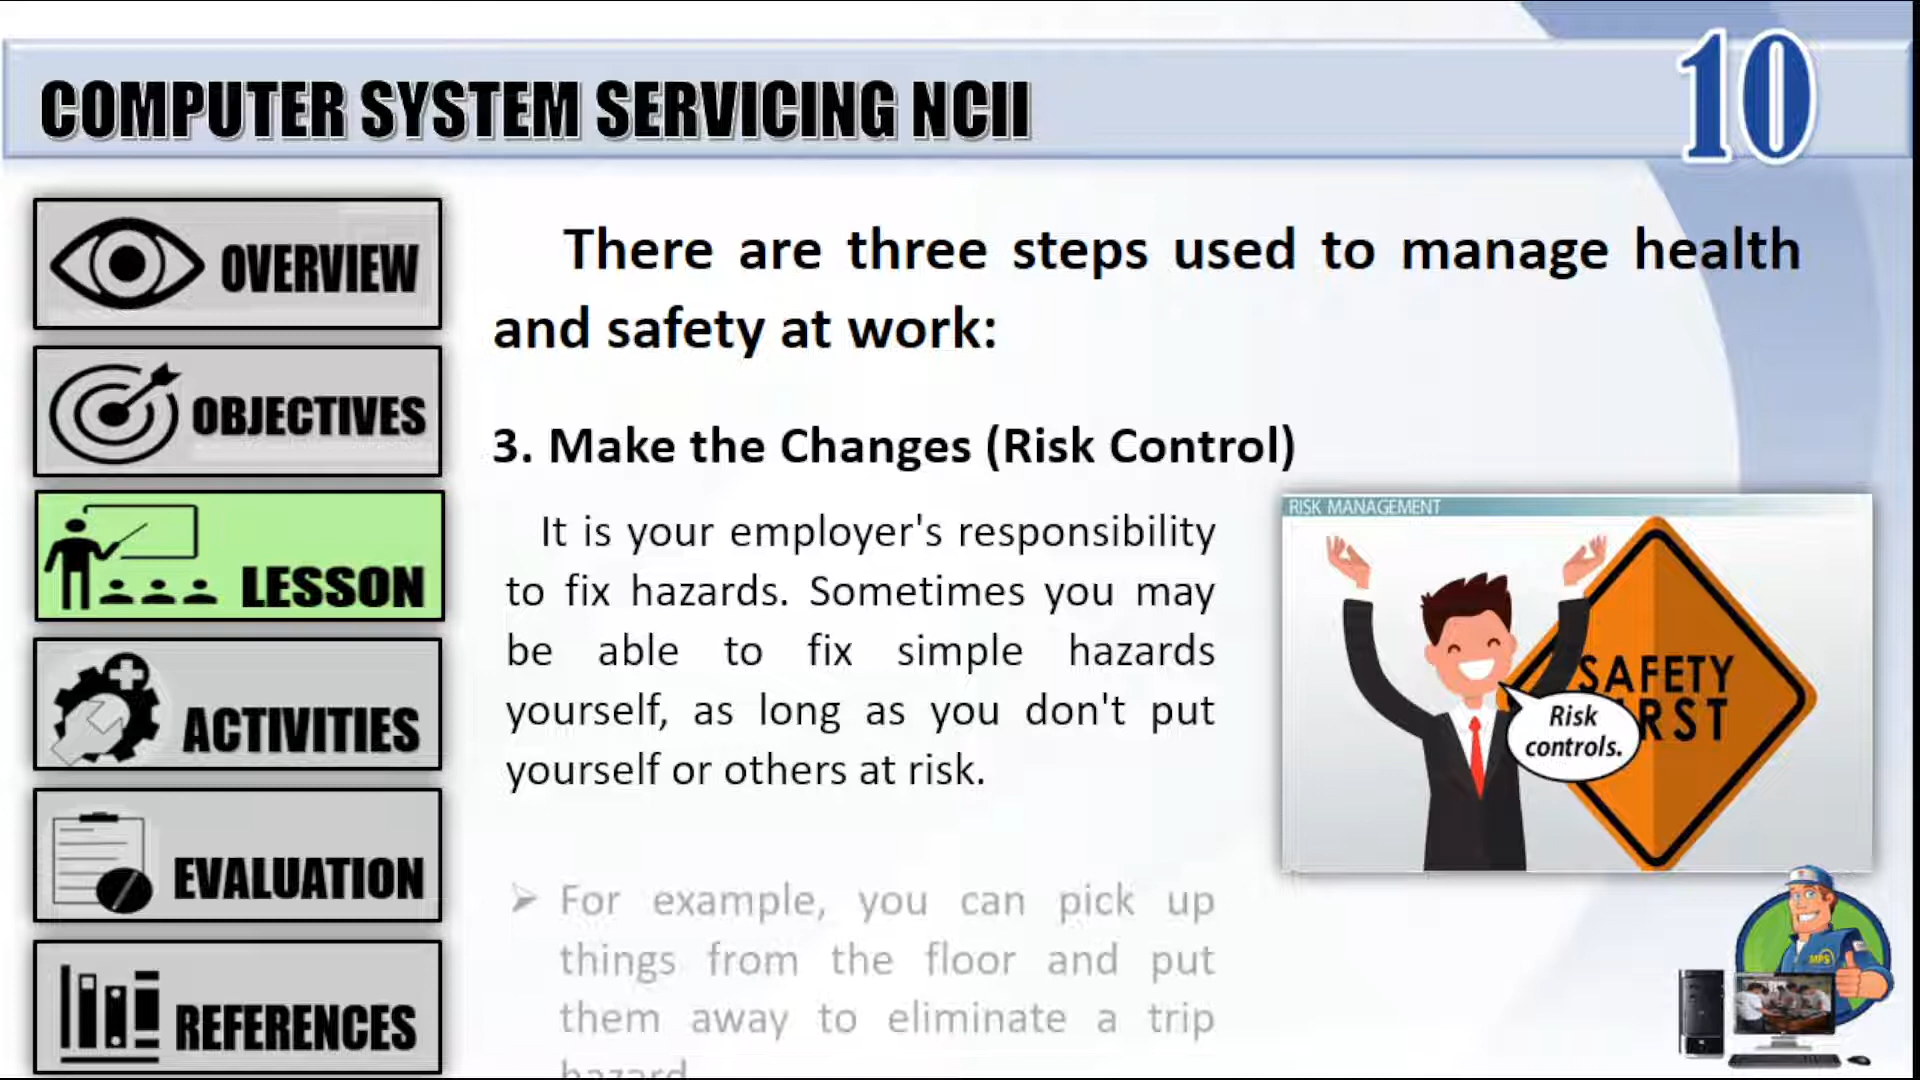 COMPUTER SYSTEM SERVICING NCII
10
OVERVIEW
OBJECTIVES
LESSON
ACTIVITIES
EVALUATION
REFERENCES
There are three steps used to manage health
and safety at work:
3. Make the Changes (Risk Control)
It is your employer's responsibility
to fix hazards. Sometimes you may
be able to fix simple hazards
yourself, as long as you don't put
yourself or others at risk.
➤ For example, you can pick up
things from the floor and put
them away to eliminate a trip
hazard
RISK MANAGEMENT
SAFETY
RST
Risk
controls.
MPS